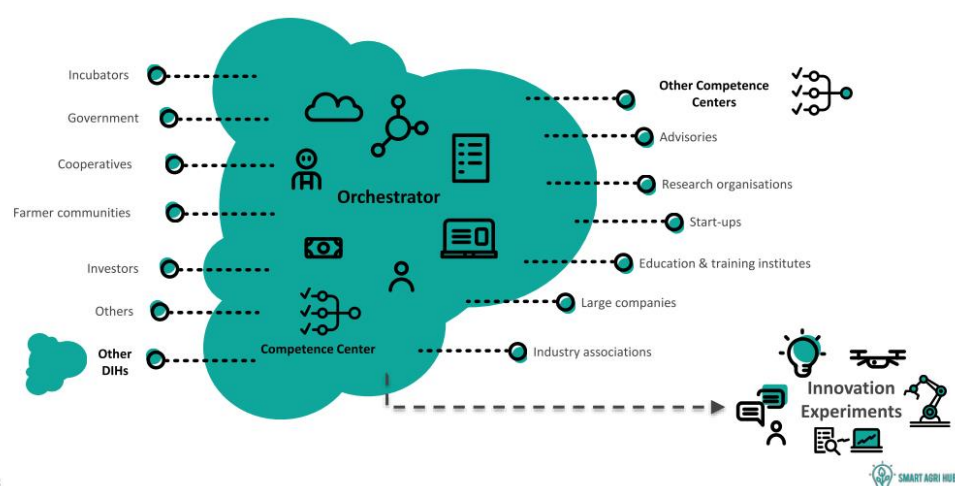 Incubators
Government
Cooperatives
Farmer communities
Investors
Others
Other
DIHs
Orchestrator
Competence Center
Other Competence
Centers
Advisories
Research organisations
Start-ups
Education & training institutes
Large companies
Industry associations
Innovation
Experiments
SMART AGRI HUB